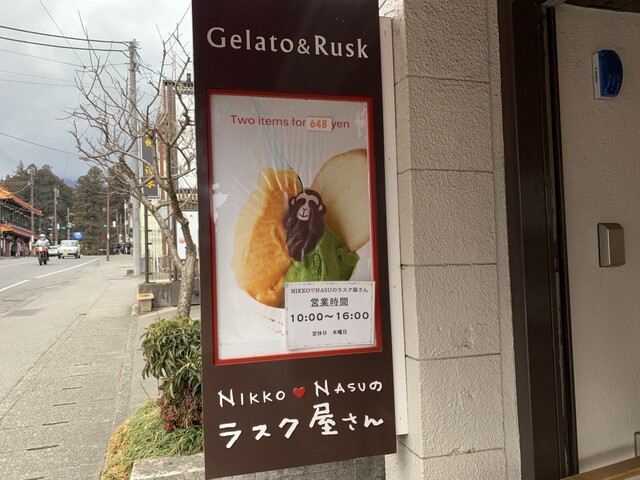 Gelato&Rusk
Two items for 648 yen
NIKKO♥NASUのラスク屋さん
営業時間
10:00～16:00
定休日 木曜日
NIKKO♥NASUの
ラスク屋さん